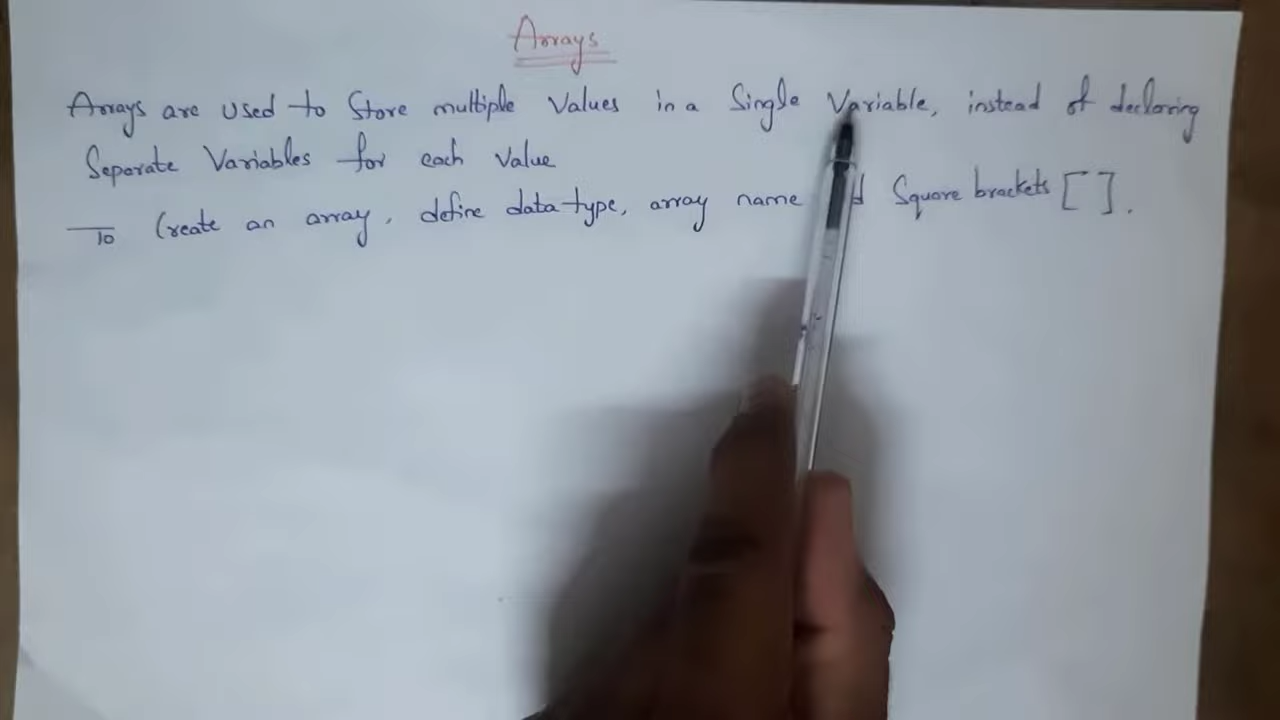 Arrays
Arrays are used to Store multiple Values in a Single Variable, instead of declaring
Separate Variables for each Value
To Create an array, define data type, array name Square brackets [ ].